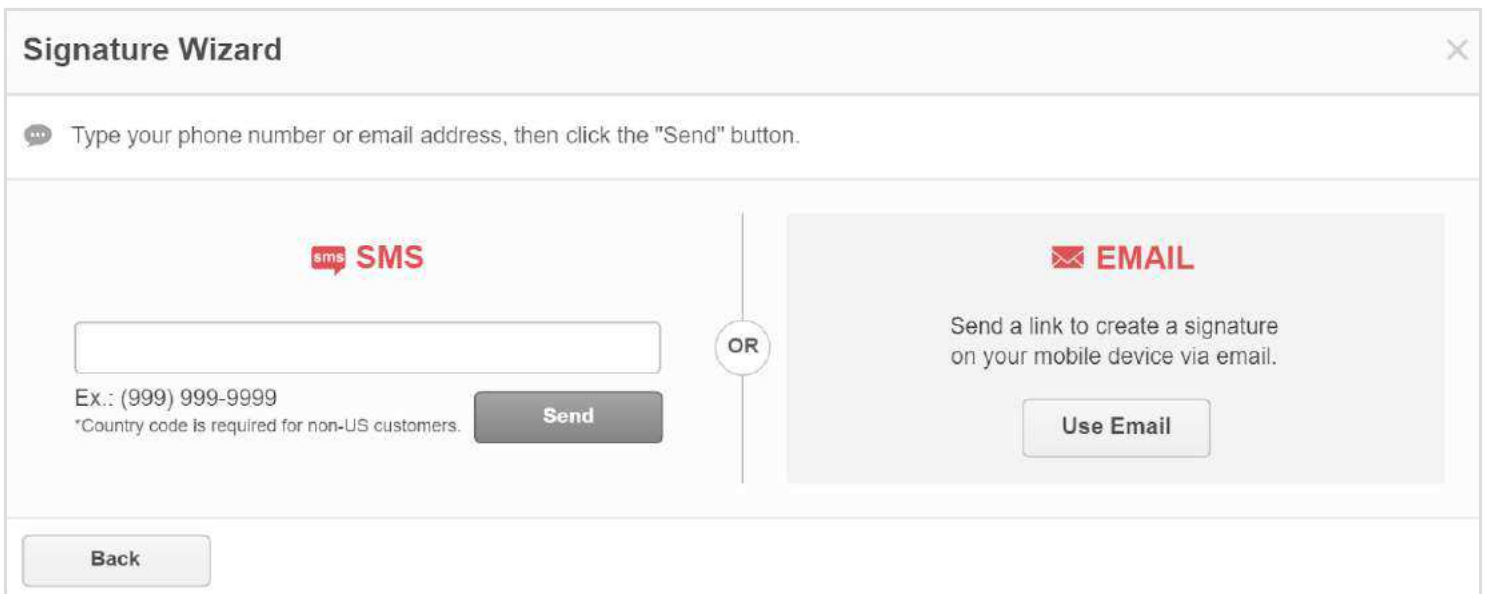 Signature Wizard
Type your phone number or email address, then click the "Send" button.
sms SMS
Ex.: (999) 999-9999
*Country code is required for non-US customers.
Send
OR
EMAIL
Send a link to create a signature
on your mobile device via email.
Use Email
Back